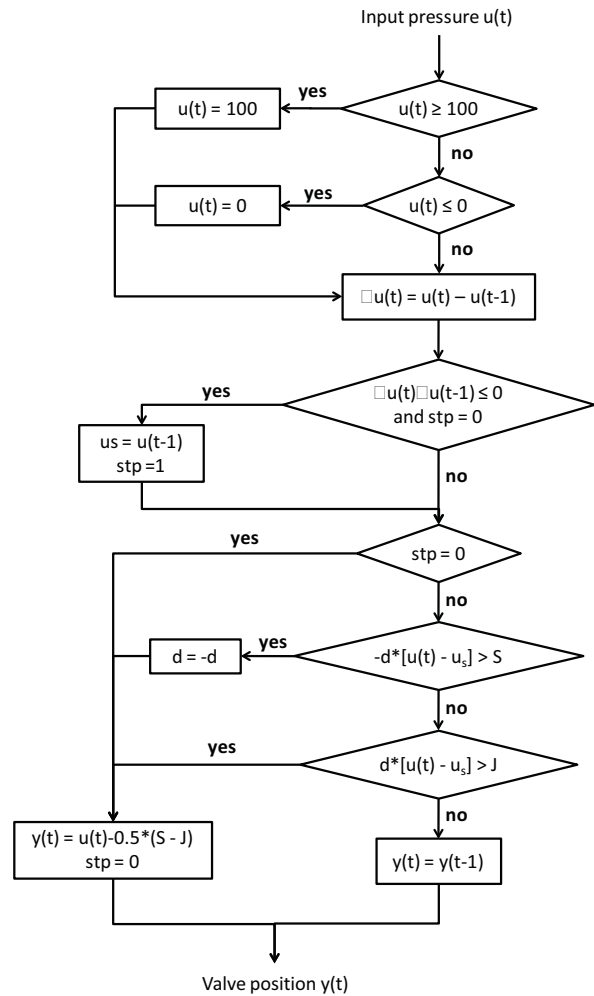 Input pressure u(t)
yes
u(t) = 100
u(t) ≥ 100
no
yes
u(t) = 0
u(t) ≤ 0
no
□u(t) = u(t) – u(t-1)
yes
□u(t)□u(t-1) ≤ 0
and stp = 0
us = u(t-1)
stp =1
no
yes
stp = 0
no
d = -d
yes
-d*[u(t) - uₛ] > S
no
yes
d*[u(t) - uₛ] > J
no
y(t) = u(t)-0.5*(S - J)
stp = 0
y(t) = y(t-1)
Valve position y(t)